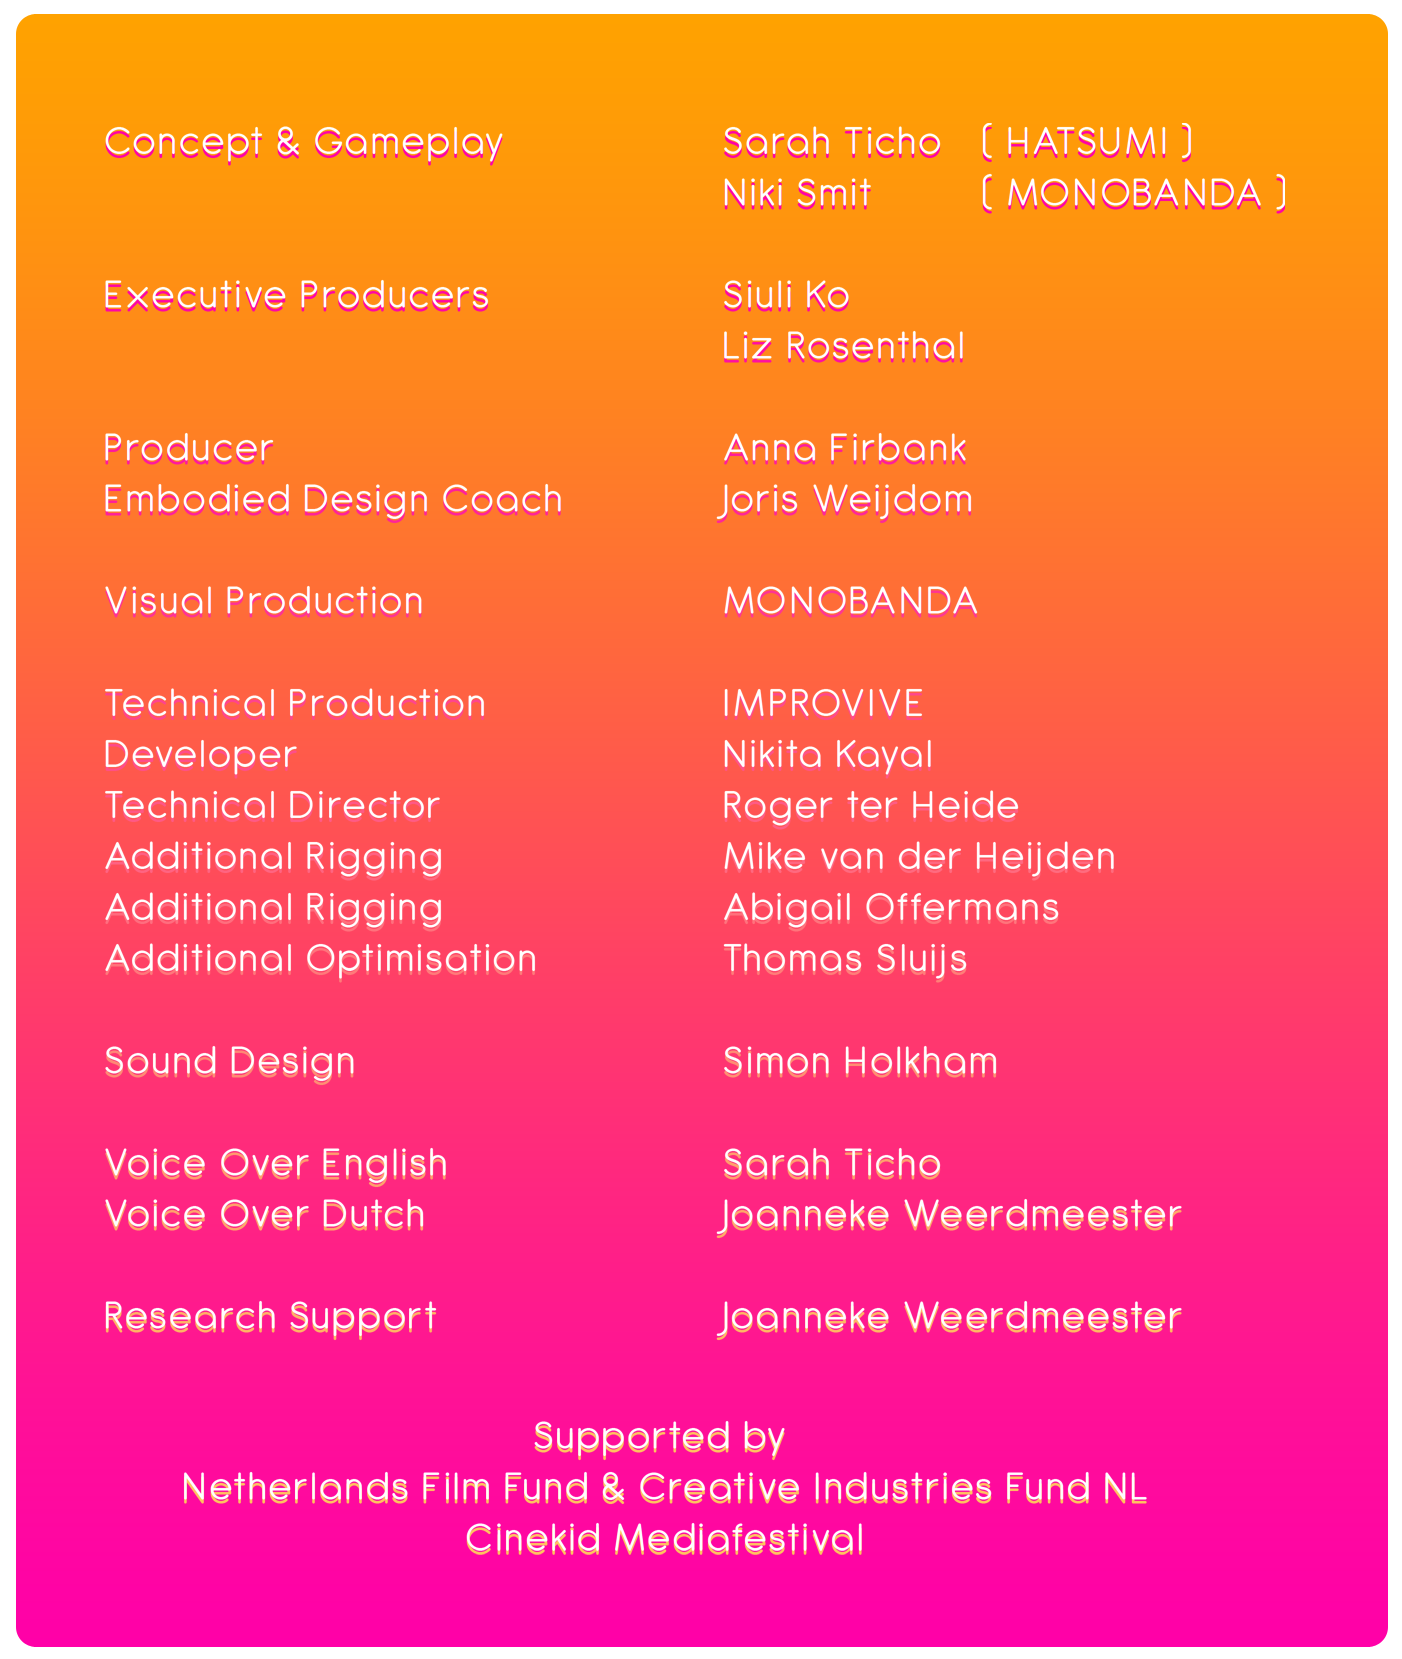 Concept & Gameplay Sarah Ticho ( HATSUMI )
Niki Smit ( MONOBANDA )
Executive Producers Siuli Ko
Liz Rosenthal
Producer Anna Firbank
Embodied Design Coach Joris Weijdom
Visual Production MONOBANDA
Technical Production IMPROVIVE
Developer Nikita Kayal
Technical Director Roger ter Heide
Additional Rigging Mike van der Heijden
Additional Rigging Abigail Offermans
Additional Optimisation Thomas Sluijs
Sound Design Simon Holkham
Voice Over English Sarah Ticho
Voice Over Dutch Joanneke Weerdmeester
Research Support Joanneke Weerdmeester
Supported by
Netherlands Film Fund & Creative Industries Fund NL
Cinekid Mediafestival